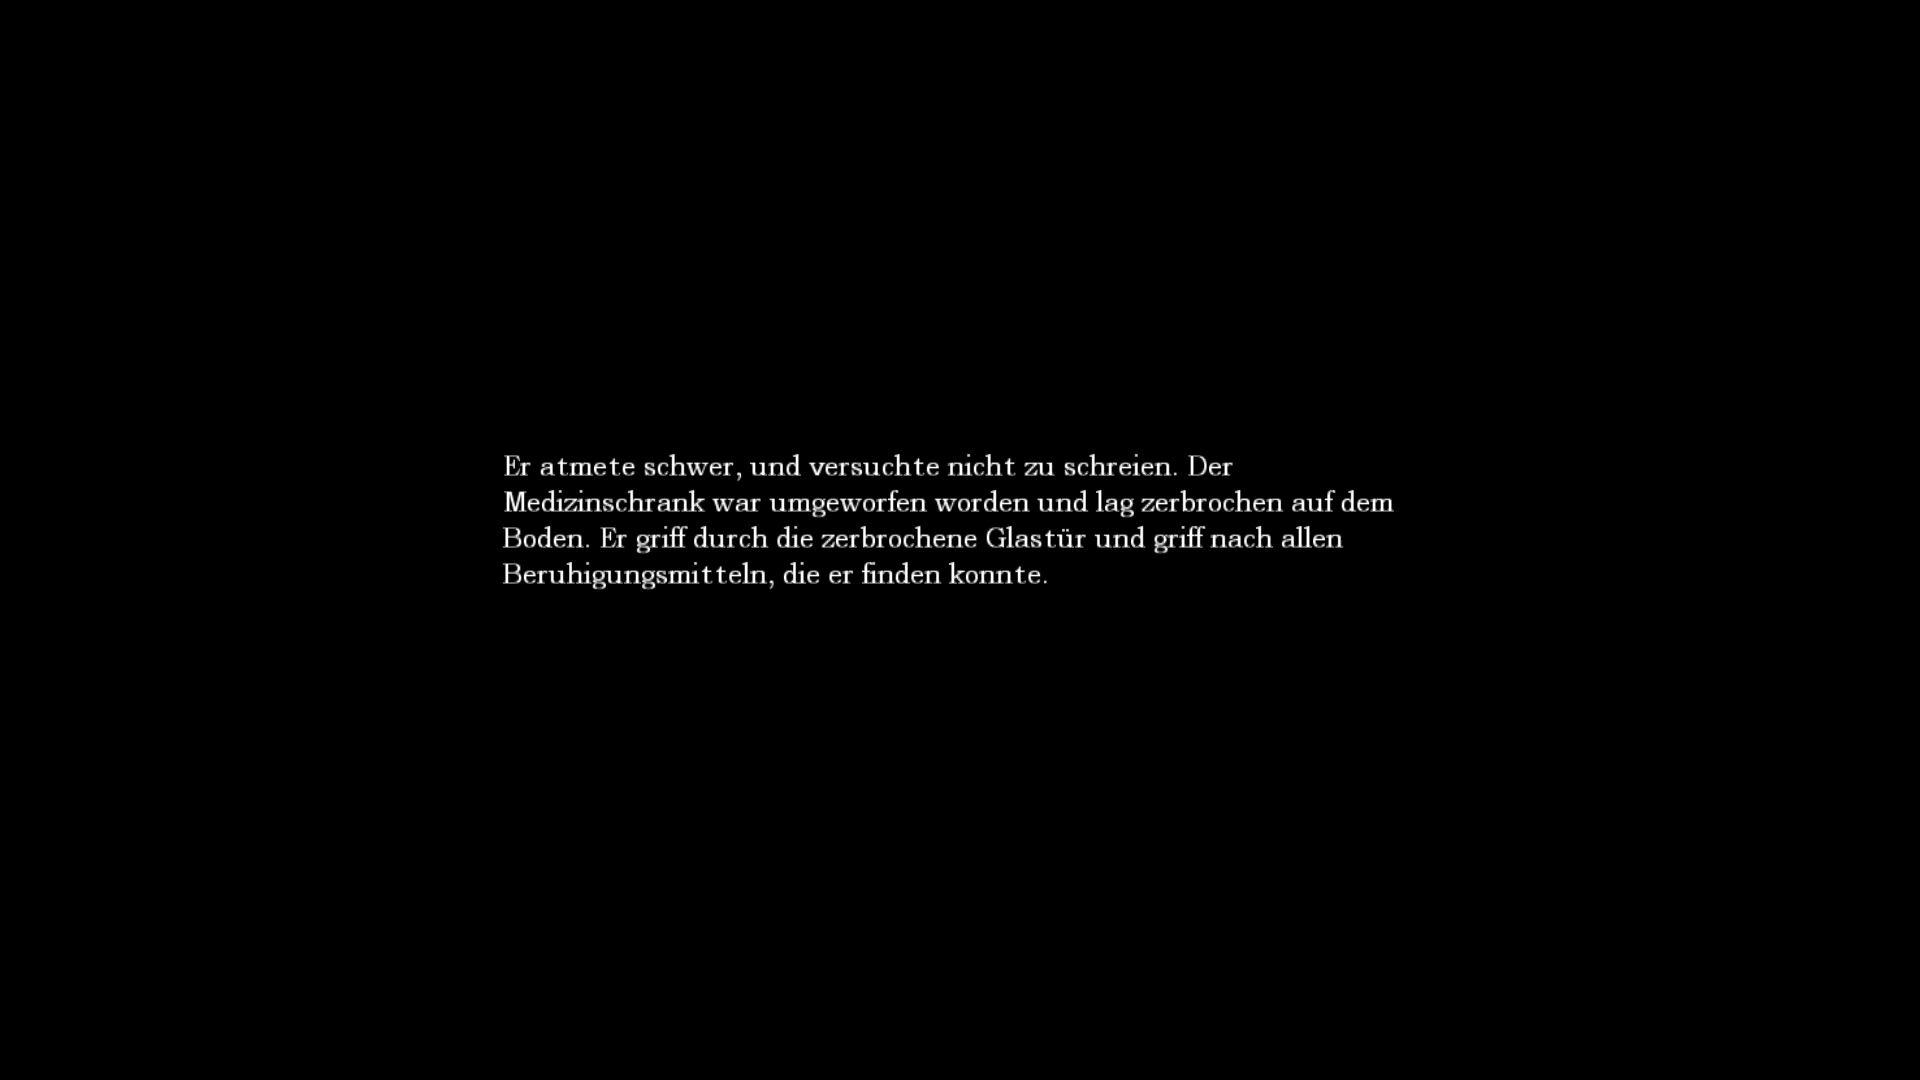 Er atmete schwer, und versuchte nicht zu schreien. Der
Medizinschrank war umgeworfen worden und lag zerbrochen auf dem
Boden. Er griff durch die zerbrochene Glastür und griff nach allen
Beruhigungsmitteln, die er finden konnte.